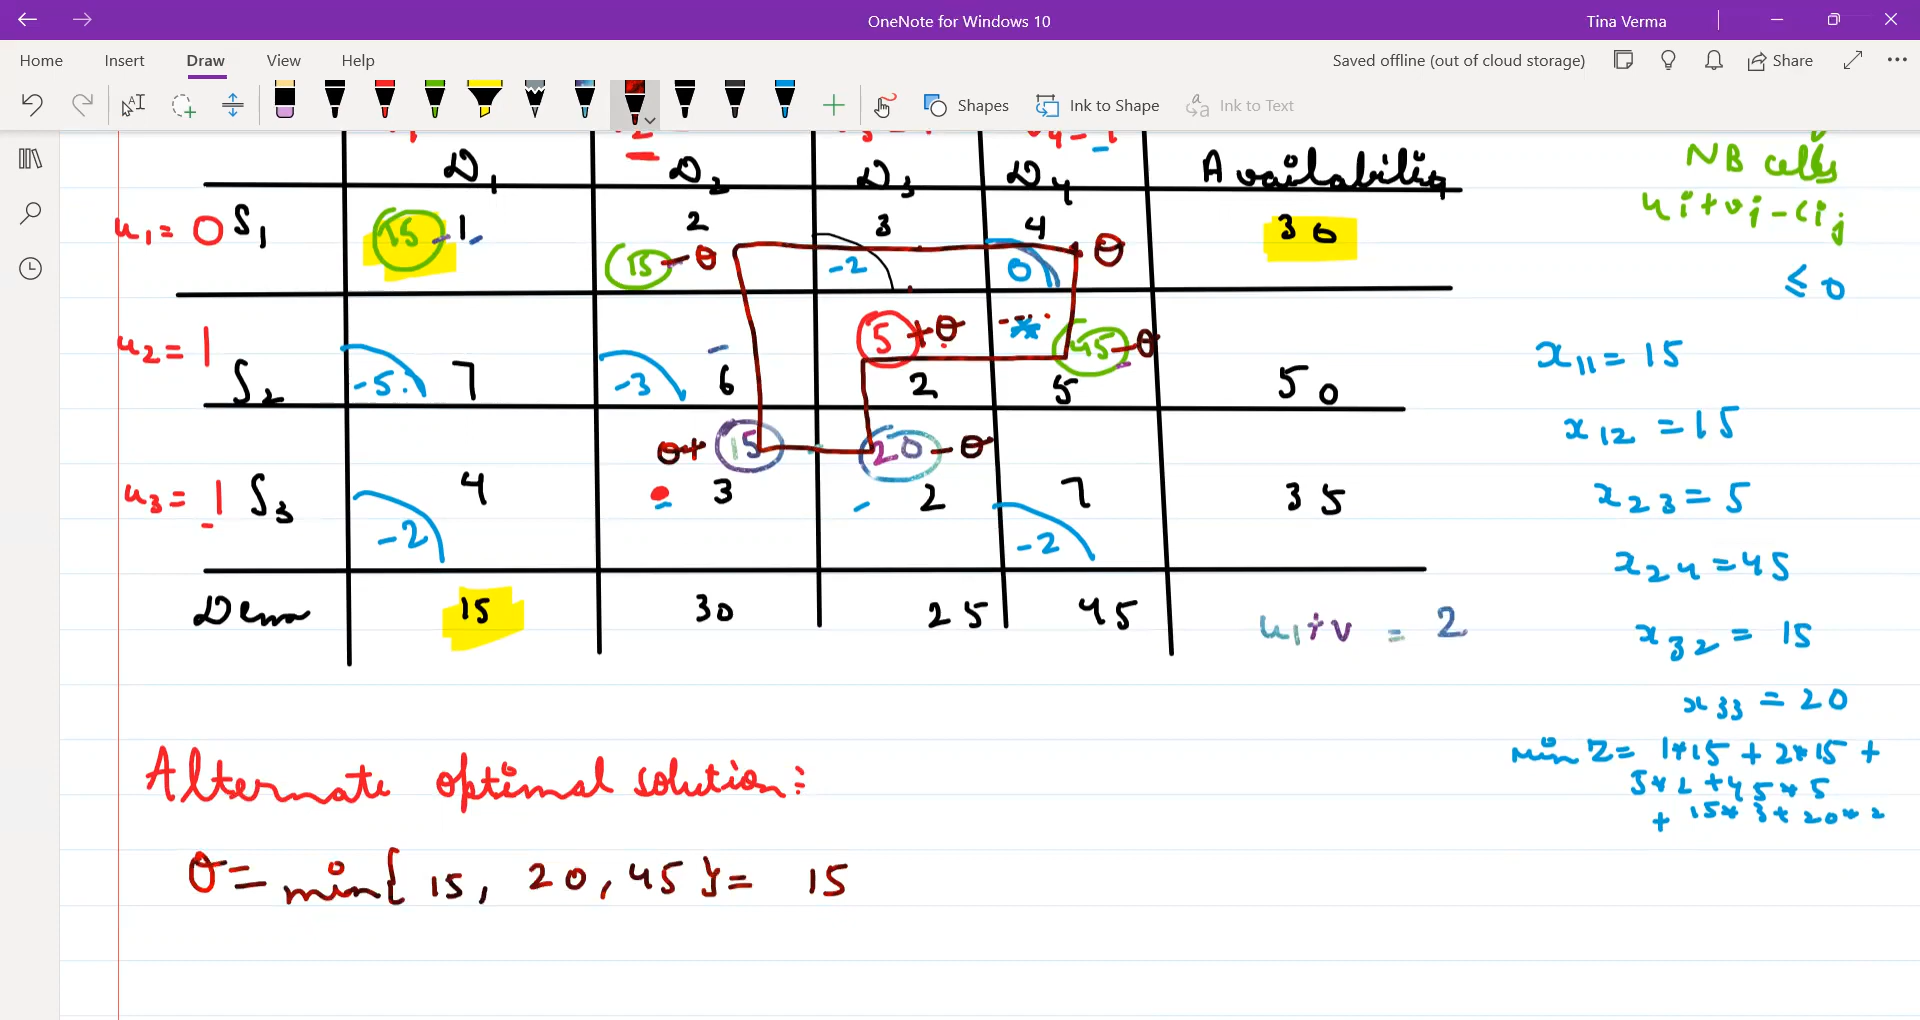 OneNote for Windows 10
Tina Verma
Home Insert Draw View Help
Saved offline (out of cloud storage)
Share
Shapes
Ink to Shape
Ink to Text
D1 D2 D3 D4 Availability
u1 = 0 S1 15 1 2 15 - θ 3 -2 4 0 θ 30
u2 = 1 S2 -5 7 -3 6 5 + θ 2 * 45 - θ 5 50
u3 = 1 S3 4 -2 θ+ 15 3 20 - θ 2 7 -2 35
Dem 15 30 25 45
u1+v = 2
NB cells
ui+vj-cij
≤ 0
x11 = 15
x12 = 15
x23 = 5
x24 = 45
x32 = 15
x33 = 20
min Z = 1*15 + 2*15 +
5*2 + 45*5
+ 15*3 + 20*2
Alternate optimal solution:
θ = min{ 15, 20, 45 } = 15